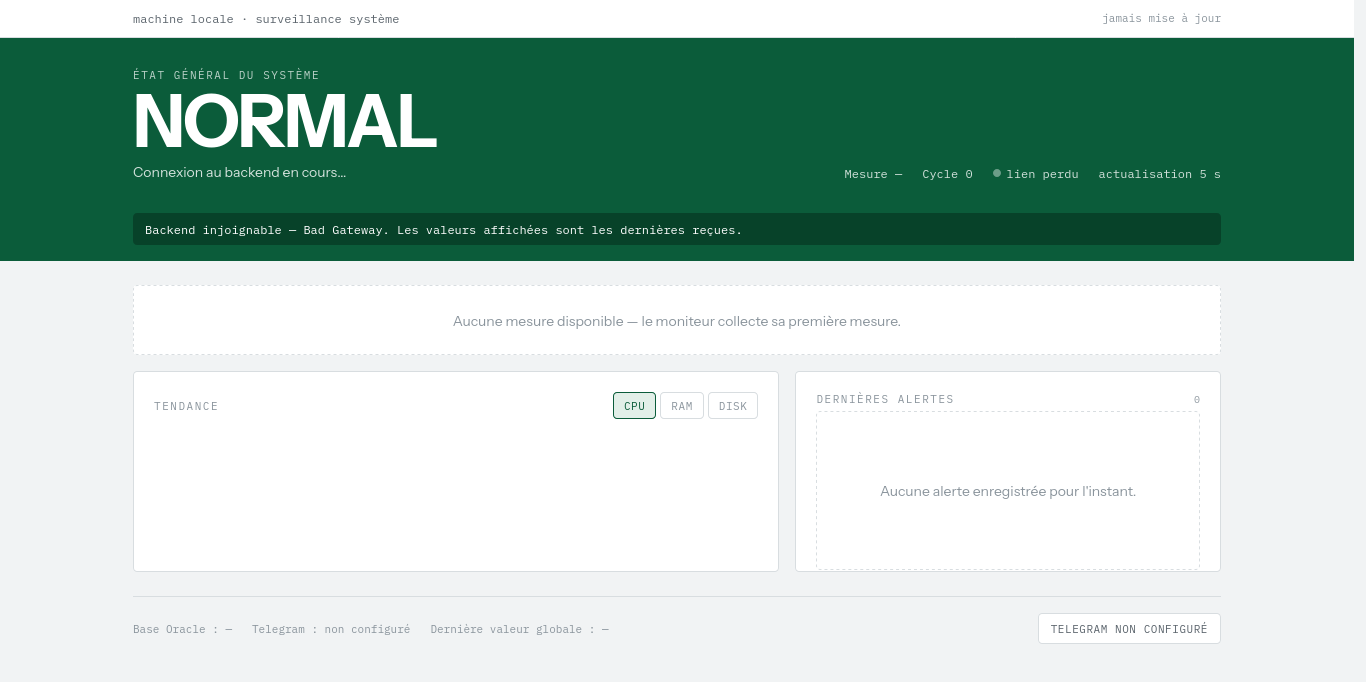 machine locale · surveillance système
jamais mise à jour
ÉTAT GÉNÉRAL DU SYSTÈME
NORMAL
Connexion au backend en cours…
Mesure — Cycle 0 lien perdu actualisation 5 s
Backend injoignable — Bad Gateway. Les valeurs affichées sont les dernières reçues.
Aucune mesure disponible — le moniteur collecte sa première mesure.
TENDANCE
CPU RAM DISK
DERNIÈRES ALERTES 0
Aucune alerte enregistrée pour l'instant.
Base Oracle : — Telegram : non configuré Dernière valeur globale : —
TELEGRAM NON CONFIGURÉ